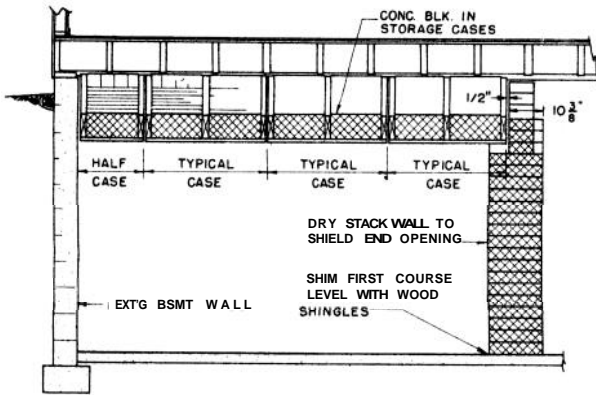 CONC. BLK. IN
STORAGE CASES
1/2"
10 3/8"
HALF
CASE
TYPICAL
CASE
TYPICAL
CASE
TYPICAL
CASE
DRY STACK WALL TO
SHIELD END OPENING
EXT'G BSMT WALL
SHIM FIRST COURSE
LEVEL WITH WOOD
SHINGLES